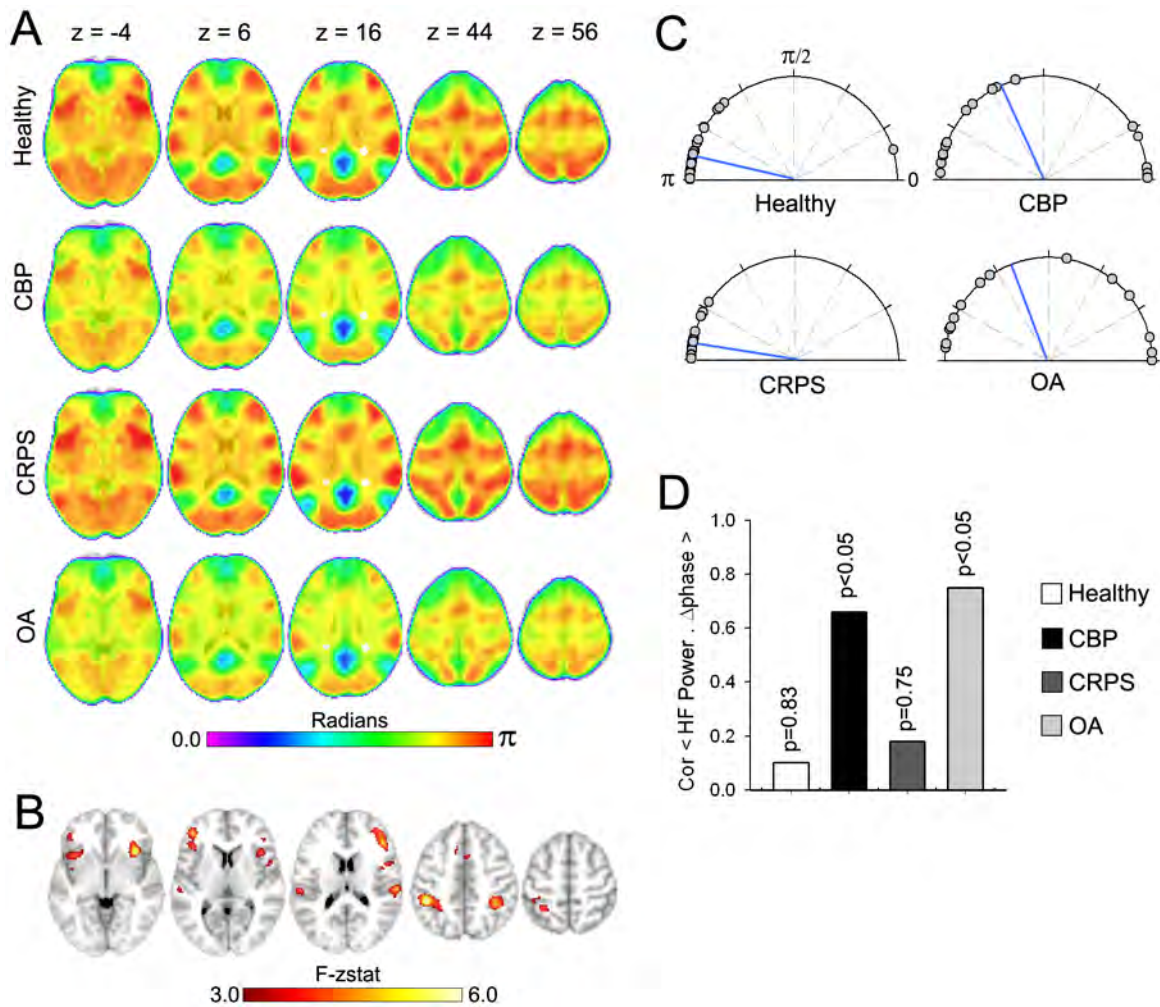 A
z = -4
z = 6
z = 16
z = 44
z = 56
Healthy
CBP
CRPS
OA
Radians
0.0
π
B
F-zstat
3.0
6.0
C
π/2
π
0
Healthy
CBP
CRPS
OA
D
Cor < HF Power . Δphase >
1.0
0.8
0.6
0.4
0.2
0.0
p=0.83
p<0.05
p=0.75
p<0.05
Healthy
CBP
CRPS
OA